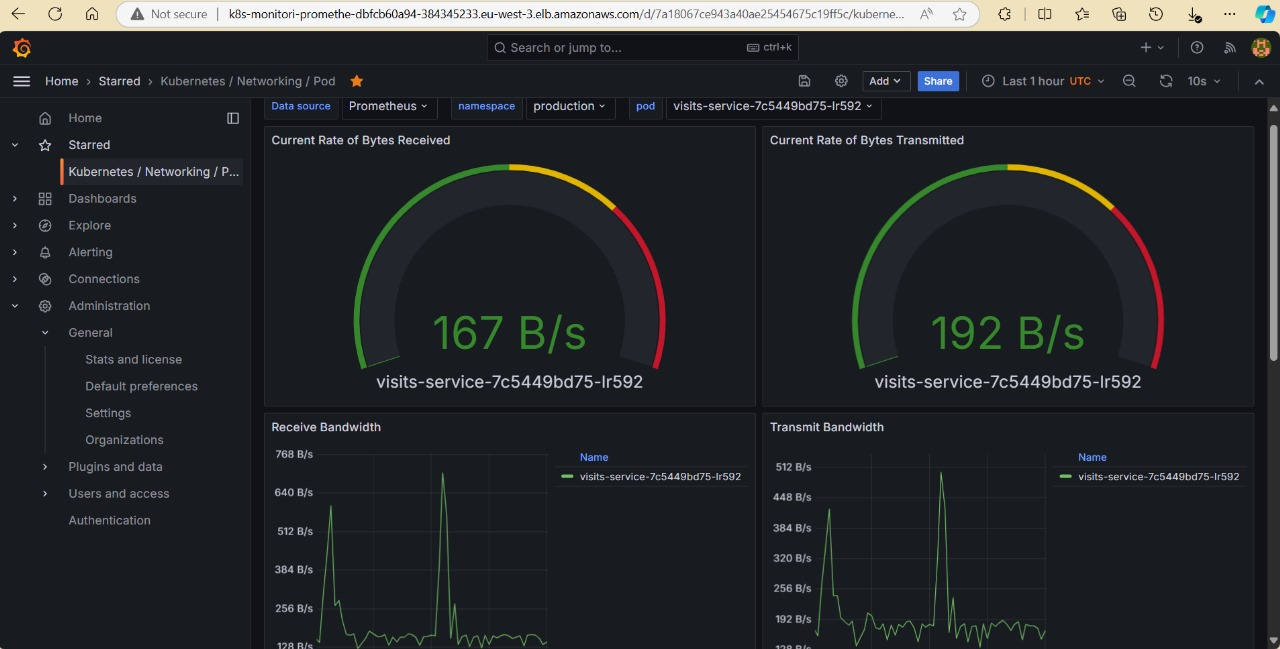 Not secure k8s-monitori-promethe-dbfcb60a94-384345233.eu-west-3.elb.amazonaws.com/d/7a18067ce943a40ae25454675c19ff5c/kuberne...
Search or jump to... ctrl+k
Home › Starred › Kubernetes / Networking / Pod Add Share Last 1 hour UTC 10s
Home
Starred
Kubernetes / Networking / P...
Dashboards
Explore
Alerting
Connections
Administration
General
Stats and license
Default preferences
Settings
Organizations
Plugins and data
Users and access
Authentication
Data source Prometheus namespace production pod visits-service-7c5449bd75-lr592
Current Rate of Bytes Received
167 B/s
visits-service-7c5449bd75-lr592
Current Rate of Bytes Transmitted
192 B/s
visits-service-7c5449bd75-lr592
Receive Bandwidth
768 B/s
640 B/s
512 B/s
384 B/s
256 B/s
128 B/s
Name
visits-service-7c5449bd75-lr592
Transmit Bandwidth
512 B/s
448 B/s
384 B/s
320 B/s
256 B/s
192 B/s
128 B/s
Name
visits-service-7c5449bd75-lr592